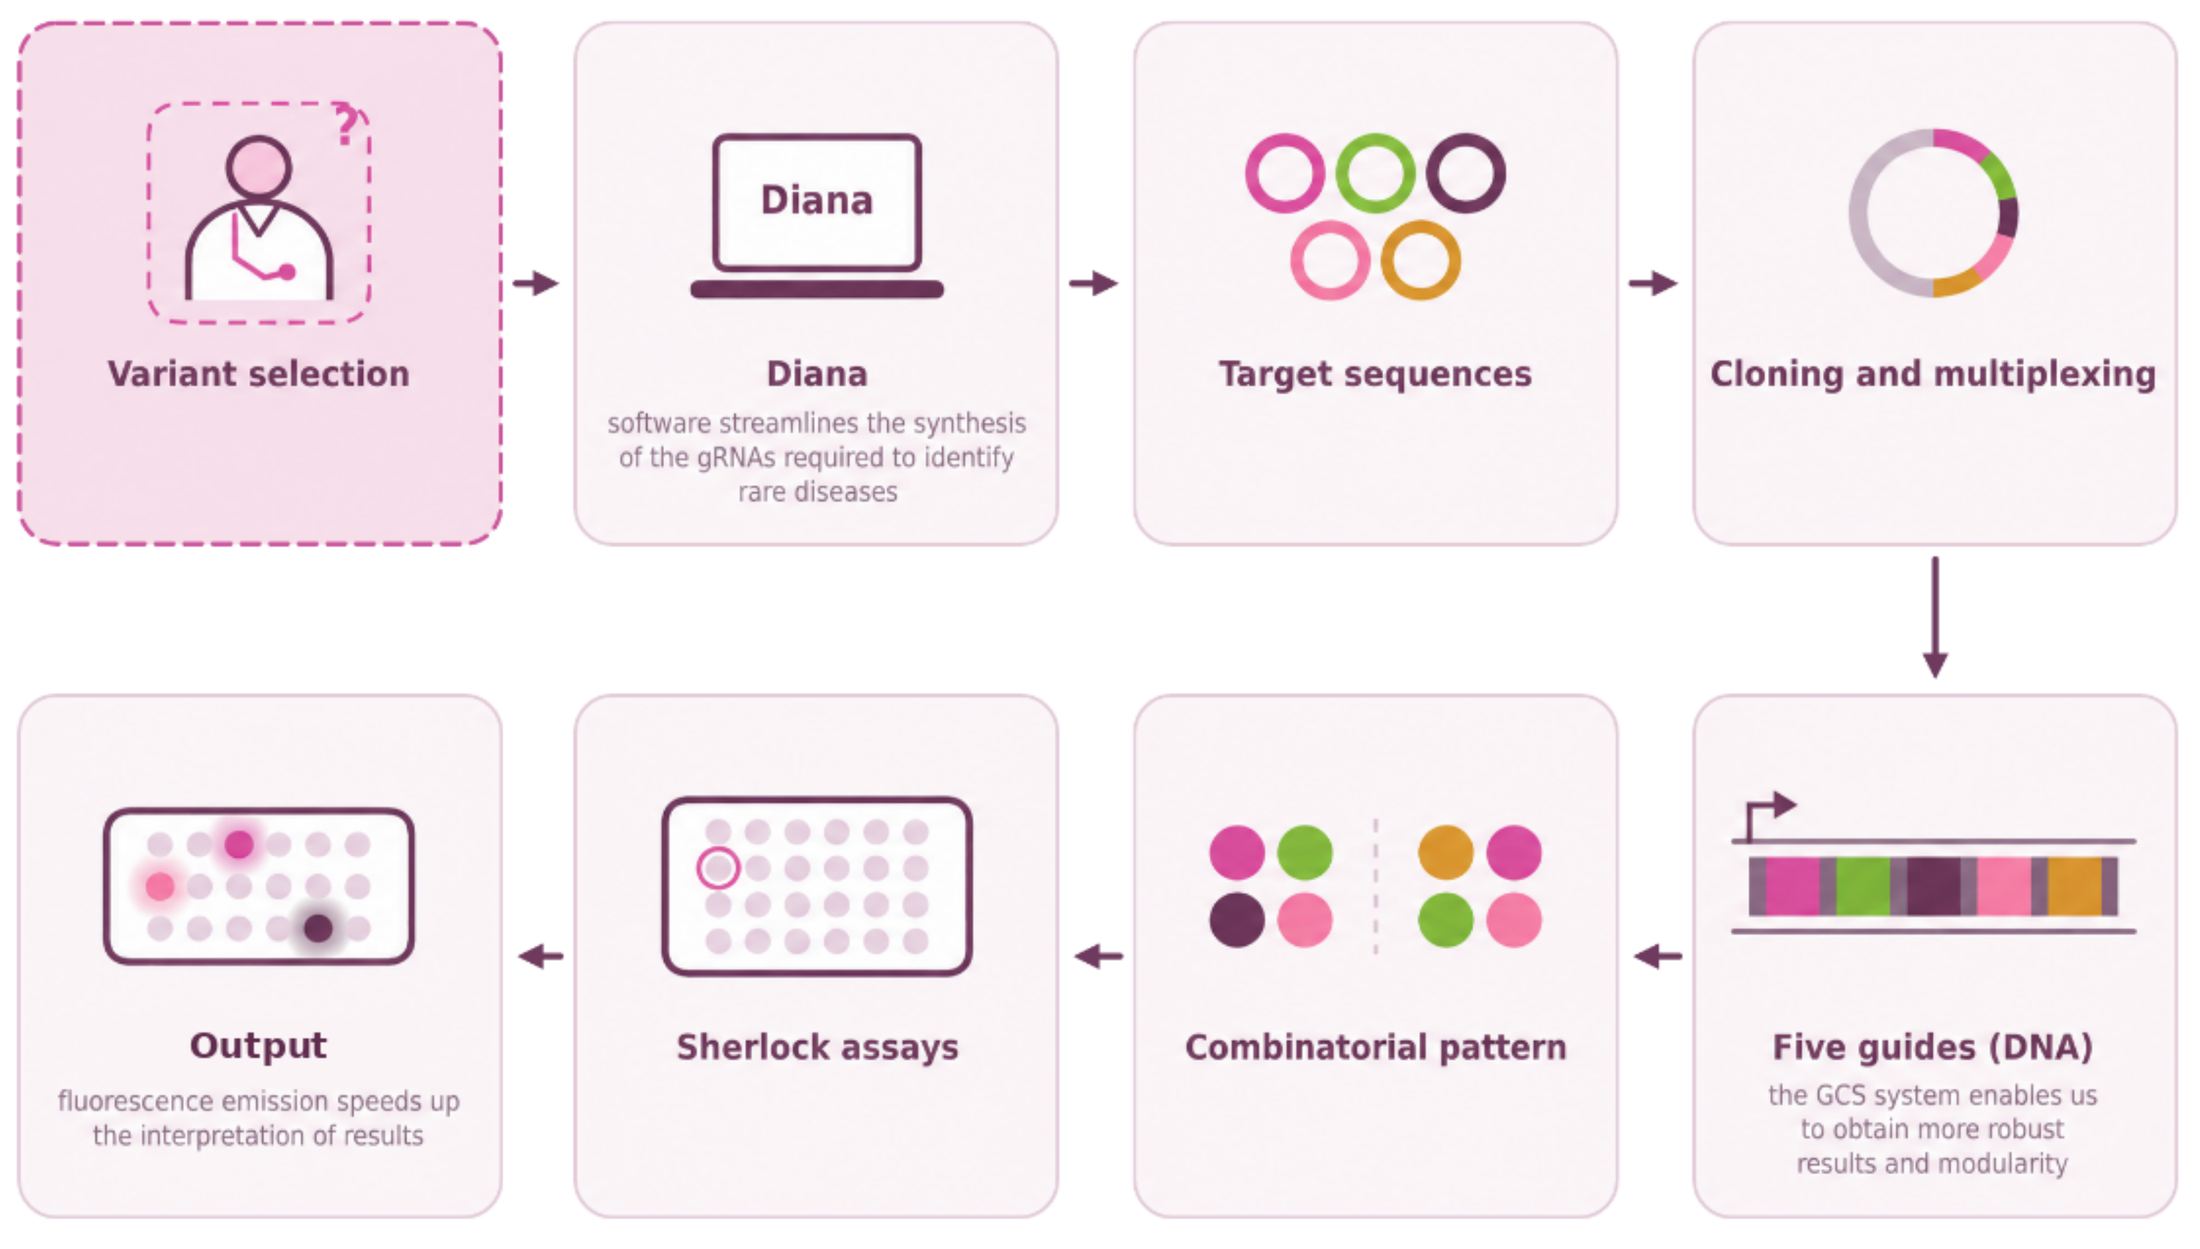 ?
Variant selection
Diana
Diana
software streamlines the synthesis
of the gRNAs required to identify
rare diseases
Target sequences
Cloning and multiplexing
Five guides (DNA)
the GCS system enables us
to obtain more robust
results and modularity
Combinatorial pattern
Sherlock assays
Output
fluorescence emission speeds up
the interpretation of results